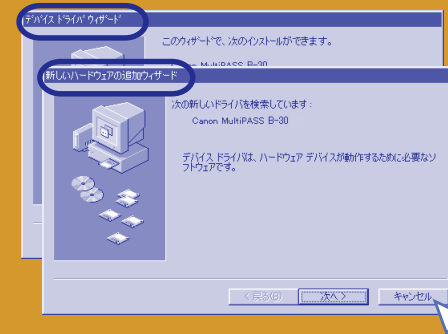 デバイス ドライバ ウィザード
このウィザードで、次のインストールができます。
Canon MultiPASS B-30
新しいハードウェアの追加ウィザード
次の新しいドライバを検索しています:
Canon MultiPASS B-30
デバイス ドライバは、ハードウェア デバイスが動作するために必要なソ
フトウェアです。
< 戻る(B)
次へ >
キャンセル